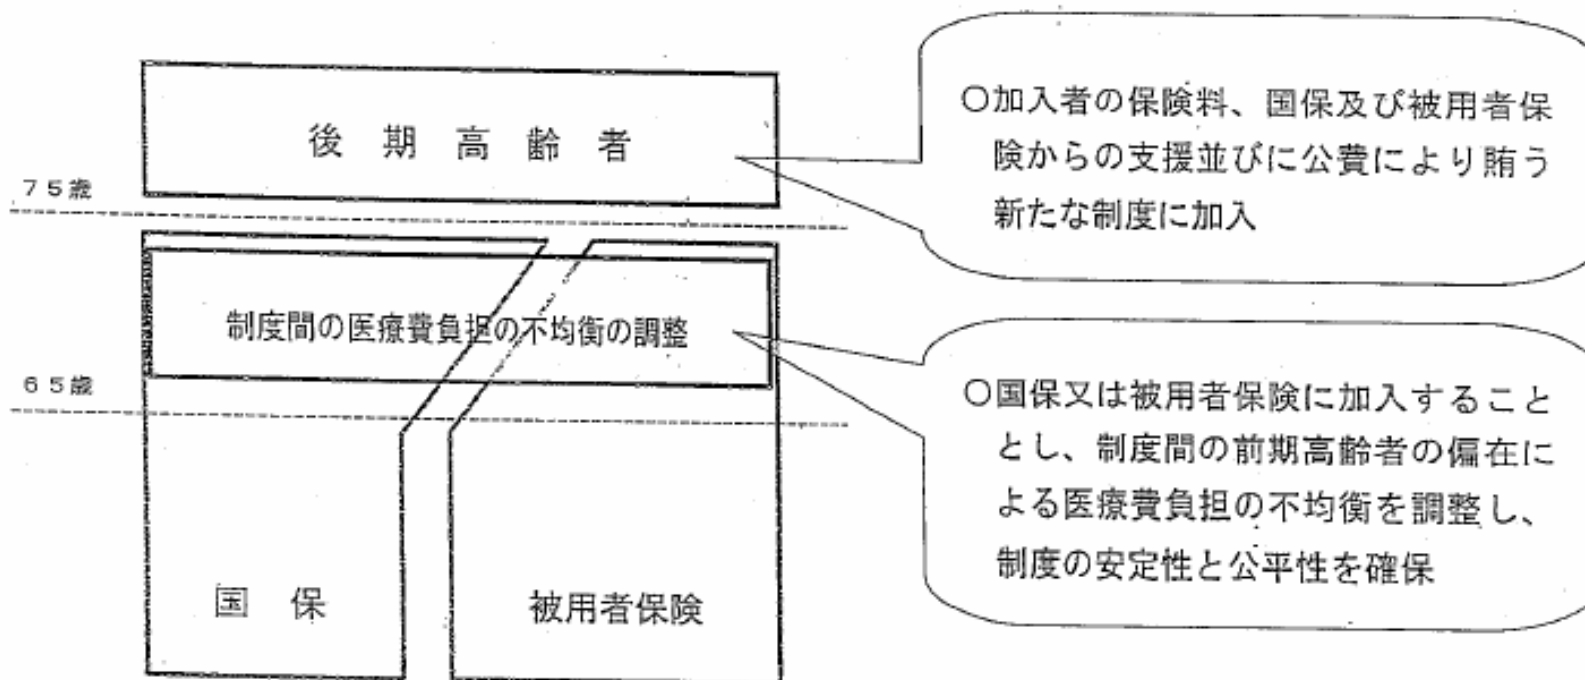 後期高齢者
○加入者の保険料、国保及び被用者保
険からの支援並びに公費により賄う
新たな制度に加入
75歳
制度間の医療費負担の不均衡の調整
65歳
○国保又は被用者保険に加入すること
とし、制度間の前期高齢者の偏在に
よる医療費負担の不均衡を調整し、
制度の安定性と公平性を確保
国保
被用者保険